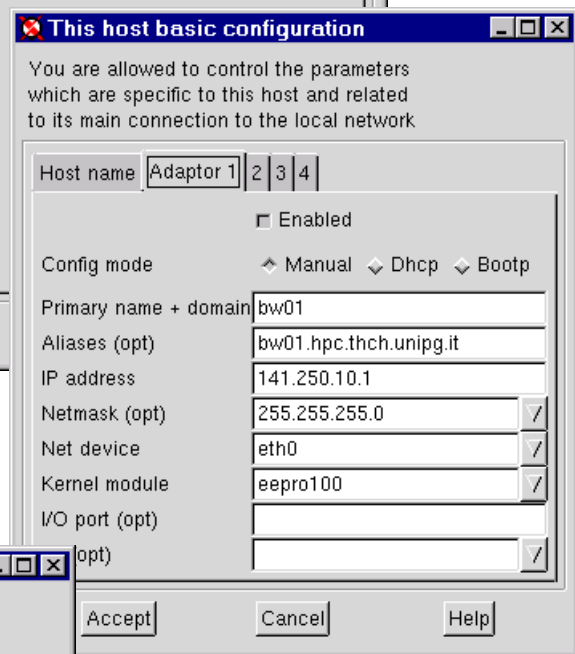 This host basic configuration
You are allowed to control the parameters
which are specific to this host and related
to its main connection to the local network
Host name Adaptor 1 2 3 4
Enabled
Config mode Manual Dhcp Bootp
Primary name + domain bw01
Aliases (opt) bw01.hpc.thch.unipg.it
IP address 141.250.10.1
Netmask (opt) 255.255.255.0
Net device eth0
Kernel module eepro100
I/O port (opt)
opt)
Accept Cancel Help